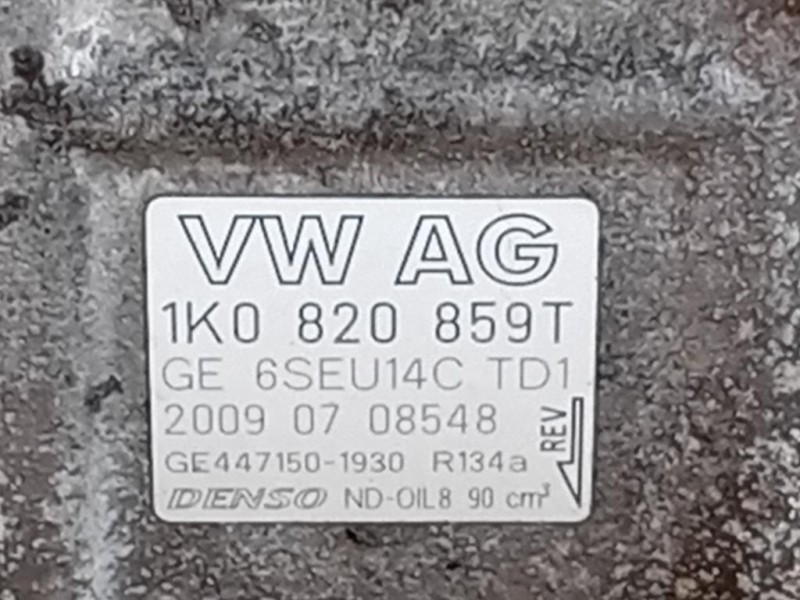 VW AG
1K0 820 859T
GE 6SEU14C TD1
2009 07 08548
GE447150-1930 R134a
REV
DENSO ND-OIL8 90 cm³